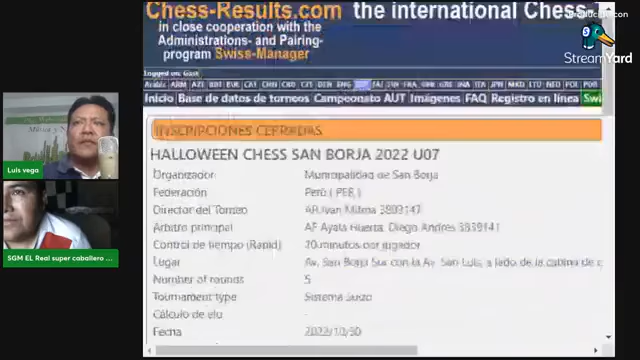 Chess-Results.com the international Chess-
in close cooperation with the
Administrations- and Pairing-
program Swiss-Manager
StreamYard
Logged on: Gast
Inicio Base de datos de torneos Campeonato AUT Imágenes FAQ Registro en línea Swi
INSCRIPCIONES CERRADAS
HALLOWEEN CHESS SAN BORJA 2022 U07
Organizador Municipalidad de San Borja
Federación Perú ( PER )
Director del Torneo
Arbitro principal AF Ayala Huerta, Diego Andres 3839141
Control de tiempo (Rapid) 20 minutos por jugador
Lugar Av. San Borja Sur con la Av. San Luis, a lado de la cabina de
Number of rounds 5
Tournament type Sistema Suizo
Cálculo de elo -
Fecha 2022/10/30
Luis vega
SGM EL Real super caballero ...